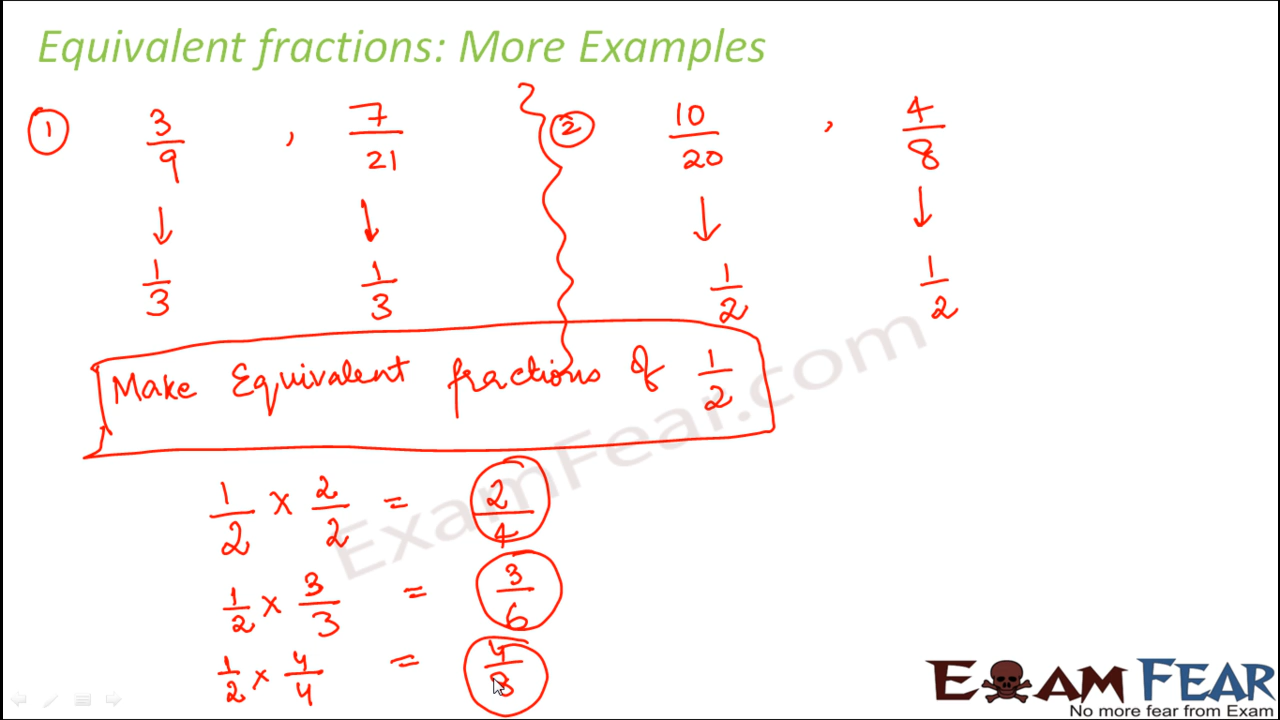 Equivalent fractions: More Examples
① 3/9 , 7/21 ② 10/20 , 4/8
↓ ↓ ↓ ↓
1/3 1/3 1/2 1/2
Make Equivalent fractions of 1/2
1/2 × 2/2 = 2/4
1/2 × 3/3 = 3/6
1/2 × 4/4 = 4/8
ExamFear.com
EXAM FEAR
No more fear from Exam